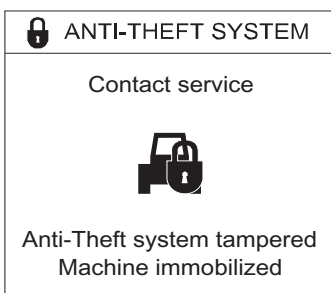 ANTI-THEFT SYSTEM
Contact service
Anti-Theft system tampered
Machine immobilized